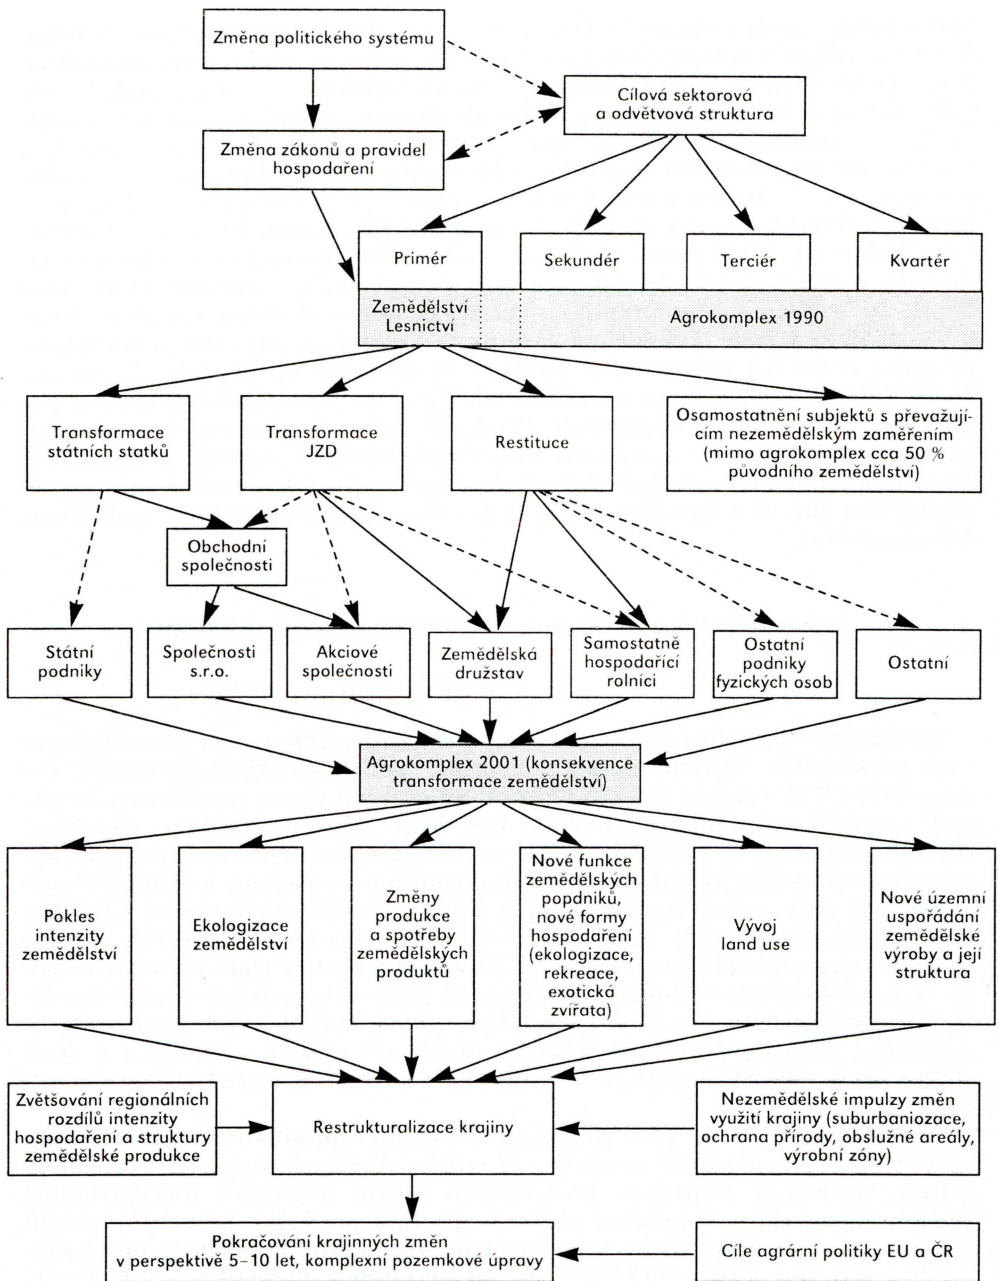 Změna politického systému
Cílová sektorová
a odvětvová struktura
Změna zákonů a pravidel
hospodaření
Primér
Sekundér
Terciér
Kvartér
Zemědělství
Lesnictví
Agrokomplex 1990
Transformace
státních statků
Transformace
JZD
Restituce
Osamostatnění subjektů s převažují-
cím nezemědělským zaměřením
(mimo agrokomplex cca 50 %
původního zemědělství)
Obchodní
společnosti
Státní
podniky
Společnosti
s.r.o.
Akciové
společnosti
Zemědělská
družstav
Samostatně
hospodařící
rolníci
Ostatní
podniky
fyzických osob
Ostatní
Agrokomplex 2001 (konsekvence
transformace zemědělství)
Pokles
intenzity
zemědělství
Ekologizace
zemědělství
Změny
produkce
a spotřeby
zemědělských
produktů
Nové funkce
zemědělských
popdniků,
nové formy
hospodaření
(ekologizace,
rekreace,
exotická
zvířata)
Vývoj
land use
Nové územní
uspořádání
zemědělské
výroby a její
struktura
Zvětšování regionálních
rozdílů intenzity
hospodaření a struktury
zemědělské produkce
Restrukturalizace krajiny
Nezemědělské impulzy změn
využití krajiny (suburbaniozace,
ochrana přírody, obslužné areály,
výrobní zóny)
Pokračování krajinných změn
v perspektivě 5–10 let, komplexní pozemkové úpravy
Cíle agrární politiky EU a ČR